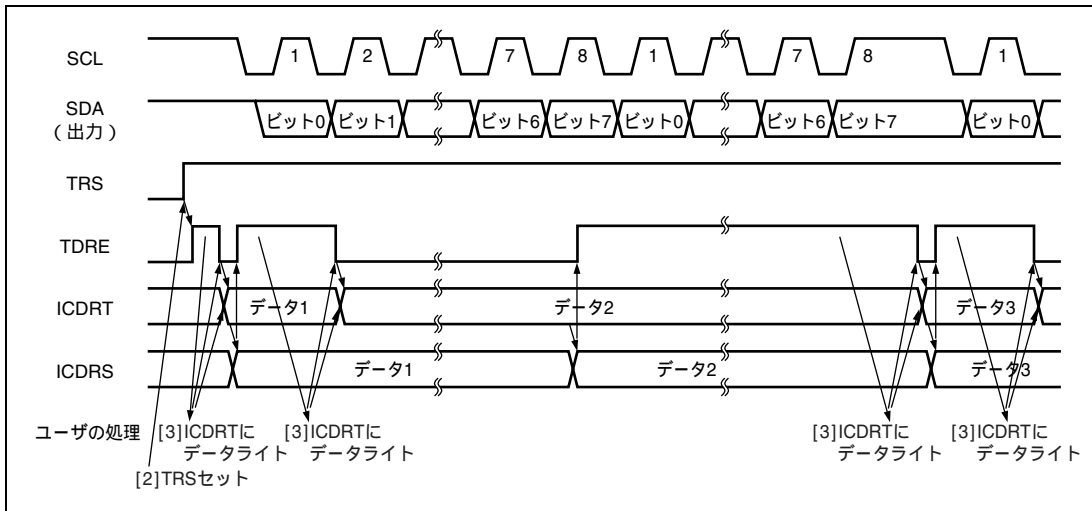 SCL 1 2 7 8 1 7 8 1
SDA
(出力) ビット0 ビット1 ビット6 ビット7 ビット0 ビット6 ビット7 ビット0
TRS
TDRE
ICDRT データ1 データ2 データ3
ICDRS データ1 データ2 データ3
ユーザの処理 [3]ICDRTに [3]ICDRTに [3]ICDRTに [3]ICDRTに
データライト データライト データライト データライト
[2]TRSセット